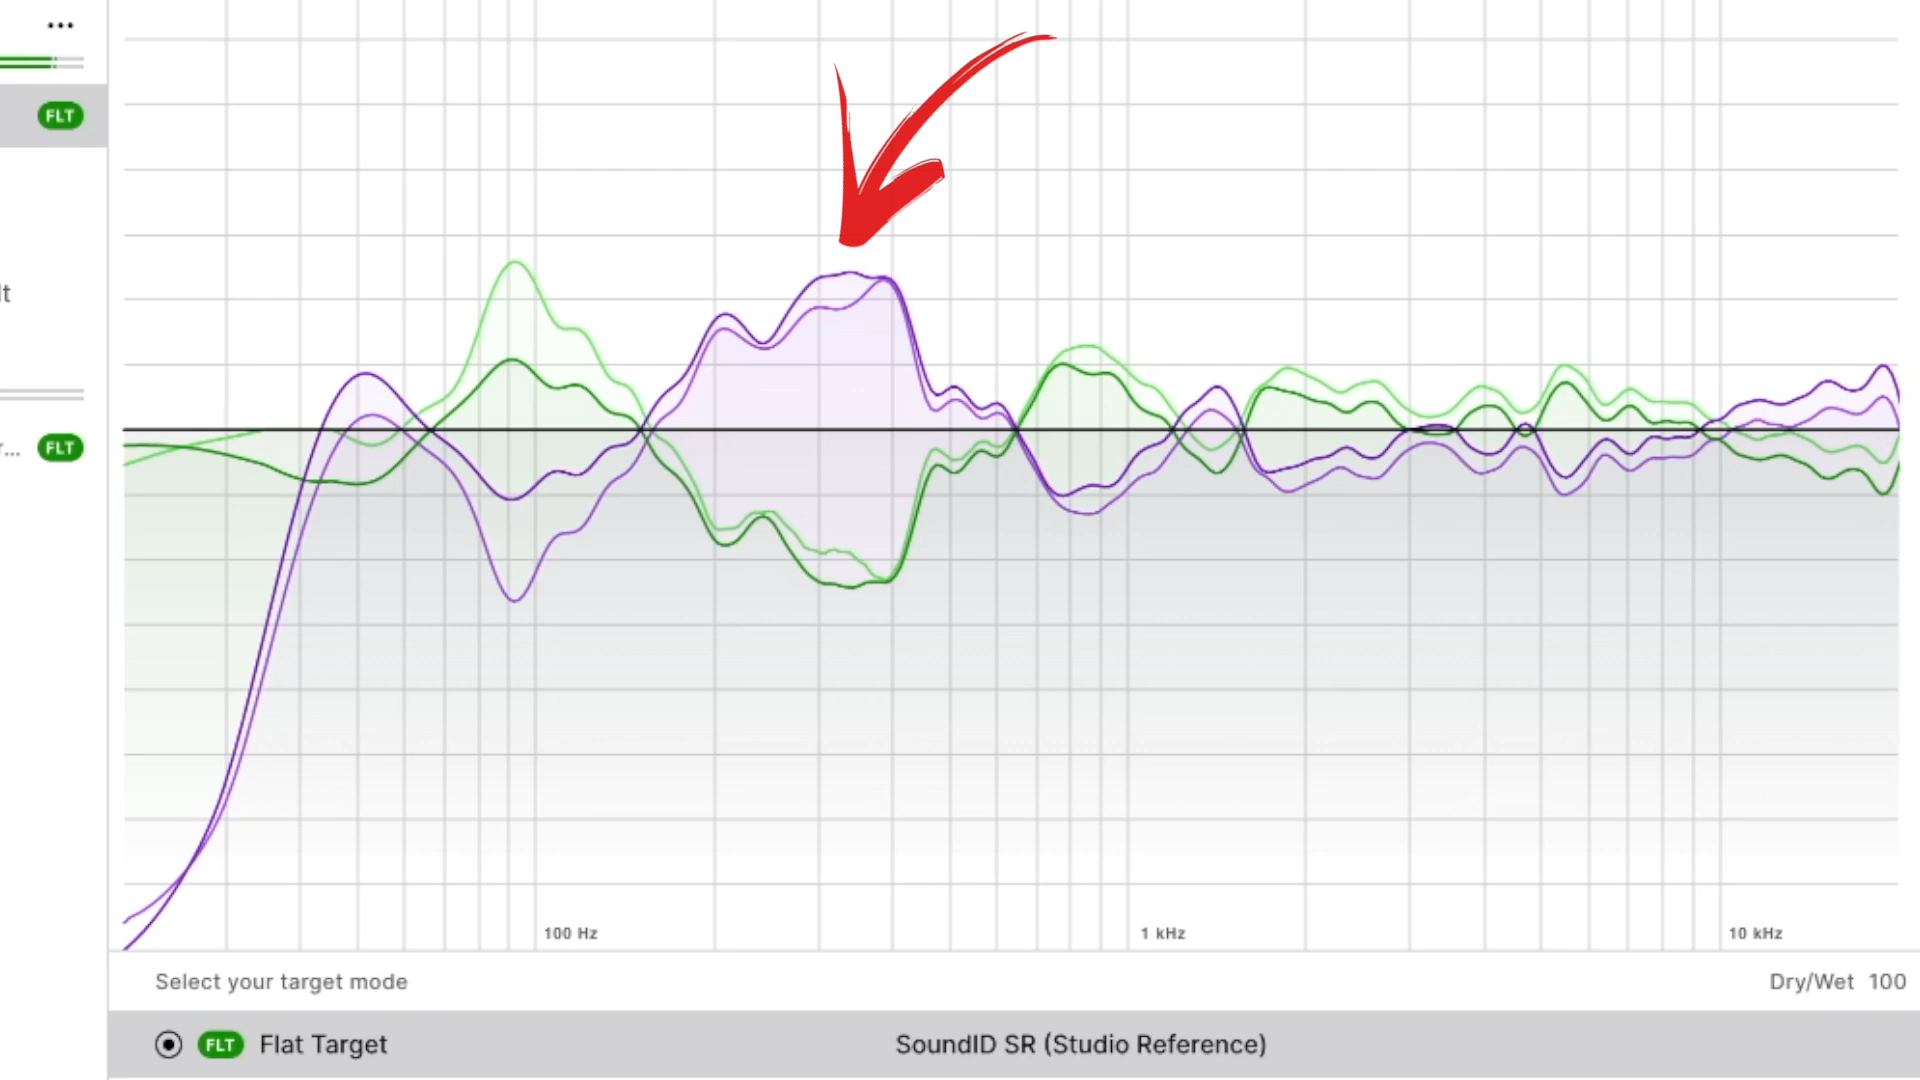 FLT
lt
r...
FLT
100 Hz
1 kHz
10 kHz
Select your target mode
Dry/Wet 100
FLT Flat Target
SoundID SR (Studio Reference)